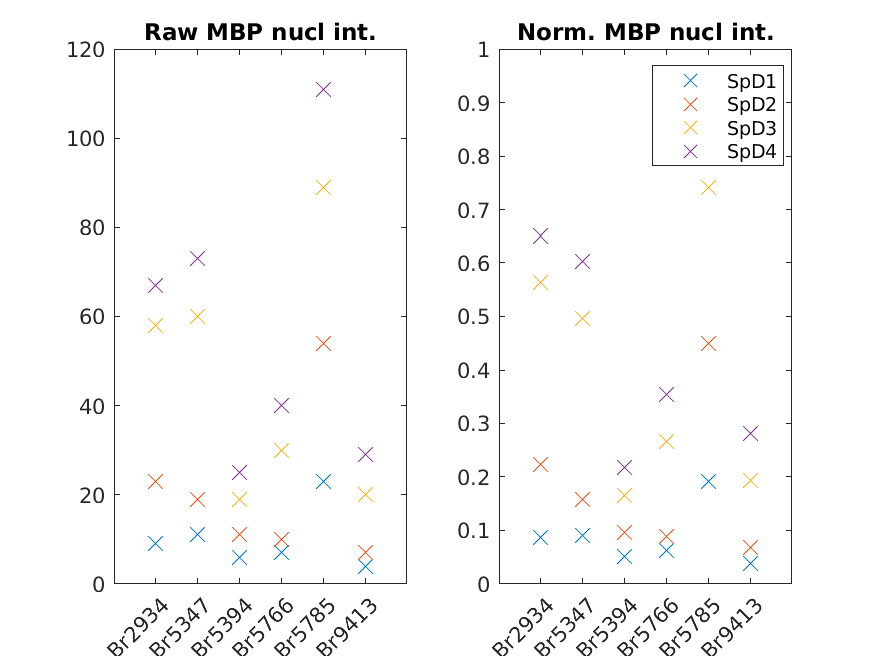 Raw MBP nucl int.
120
100
80
60
40
20
0
Br2934
Br5347
Br5394
Br5766
Br5785
Br9413
Norm. MBP nucl int.
1
0.9
0.8
0.7
0.6
0.5
0.4
0.3
0.2
0.1
0
SpD1
SpD2
SpD3
SpD4
Br2934
Br5347
Br5394
Br5766
Br5785
Br9413